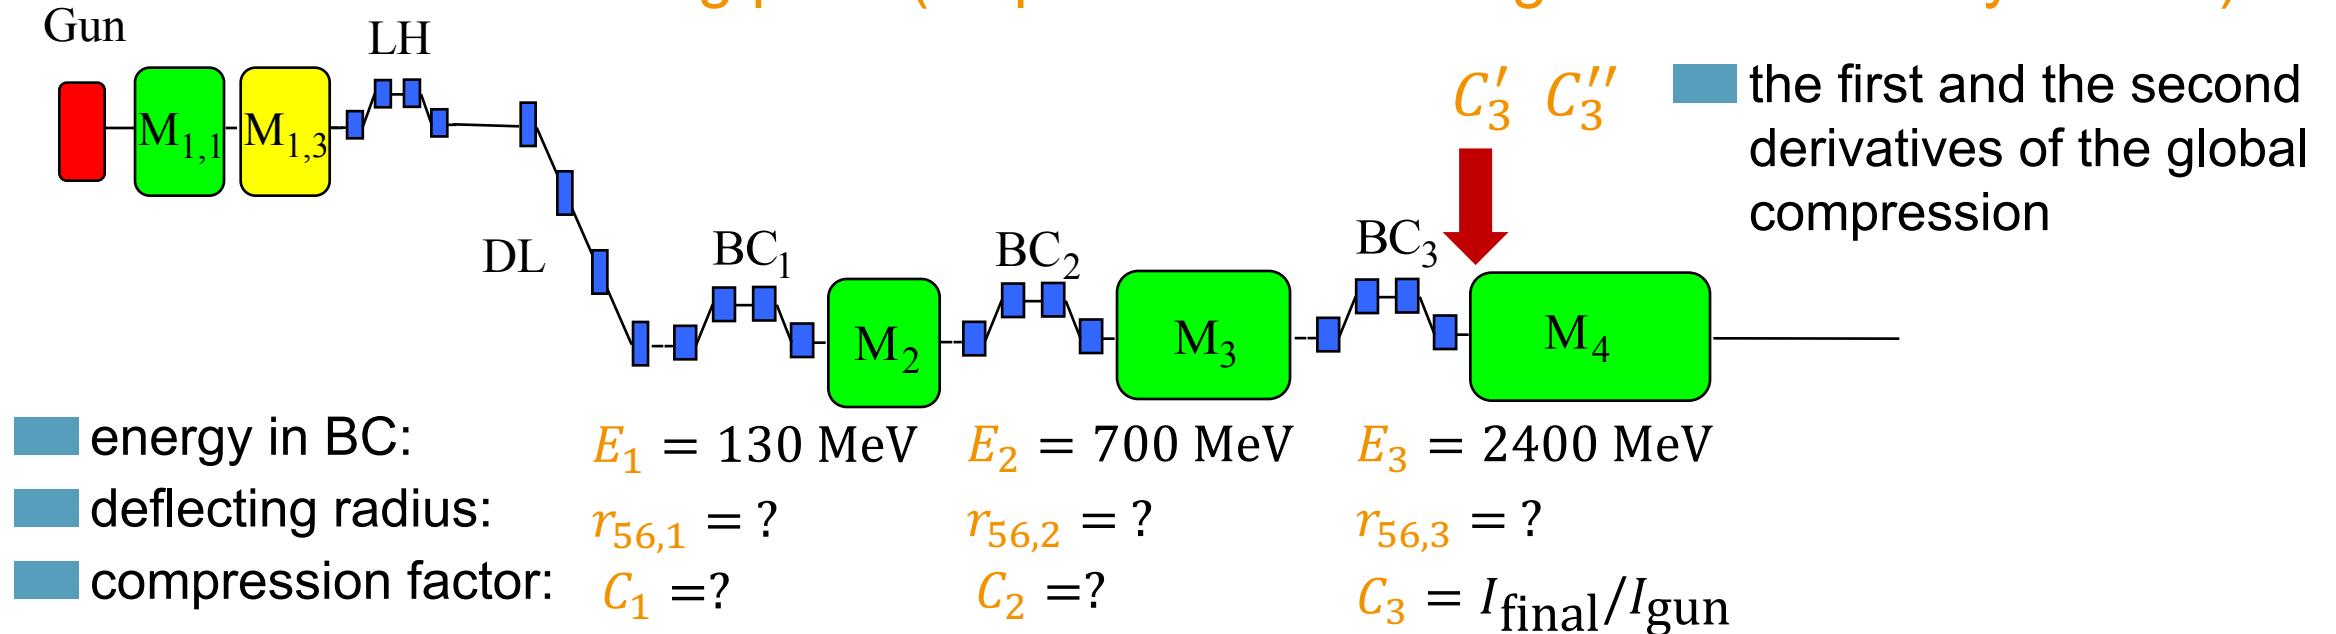 Gun
LH
M1,1 M1,3
DL
BC1
M2
BC2
M3
BC3
M4
C₃′ C₃″
the first and the second
derivatives of the global
compression
energy in BC: E₁ = 130 MeV E₂ = 700 MeV E₃ = 2400 MeV
deflecting radius: r₅₆,₁ = ? r₅₆,₂ = ? r₅₆,₃ = ?
compression factor: C₁ =? C₂ =? C₃ = I_final/I_gun